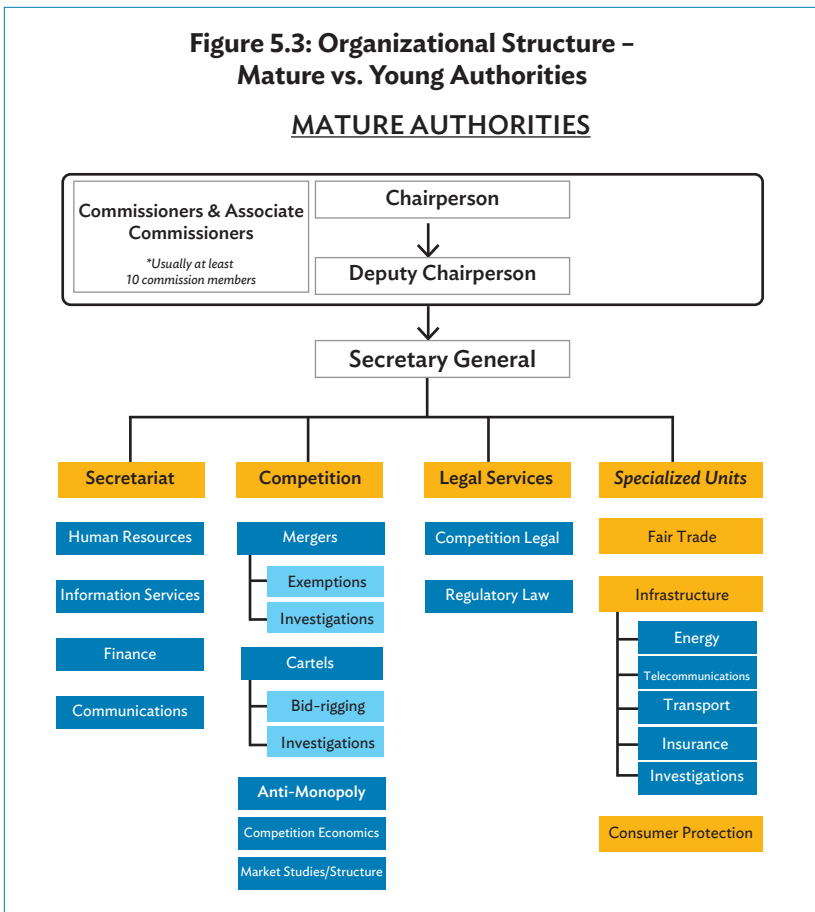 Figure 5.3: Organizational Structure –
Mature vs. Young Authorities
MATURE AUTHORITIES
Commissioners & Associate
Commissioners
*Usually at least
10 commission members
Chairperson
Deputy Chairperson
Secretary General
Secretariat
Human Resources
Information Services
Finance
Communications
Competition
Mergers
Exemptions
Investigations
Cartels
Bid-rigging
Investigations
Anti-Monopoly
Competition Economics
Market Studies/Structure
Legal Services
Competition Legal
Regulatory Law
Specialized Units
Fair Trade
Infrastructure
Energy
Telecommunications
Transport
Insurance
Investigations
Consumer Protection